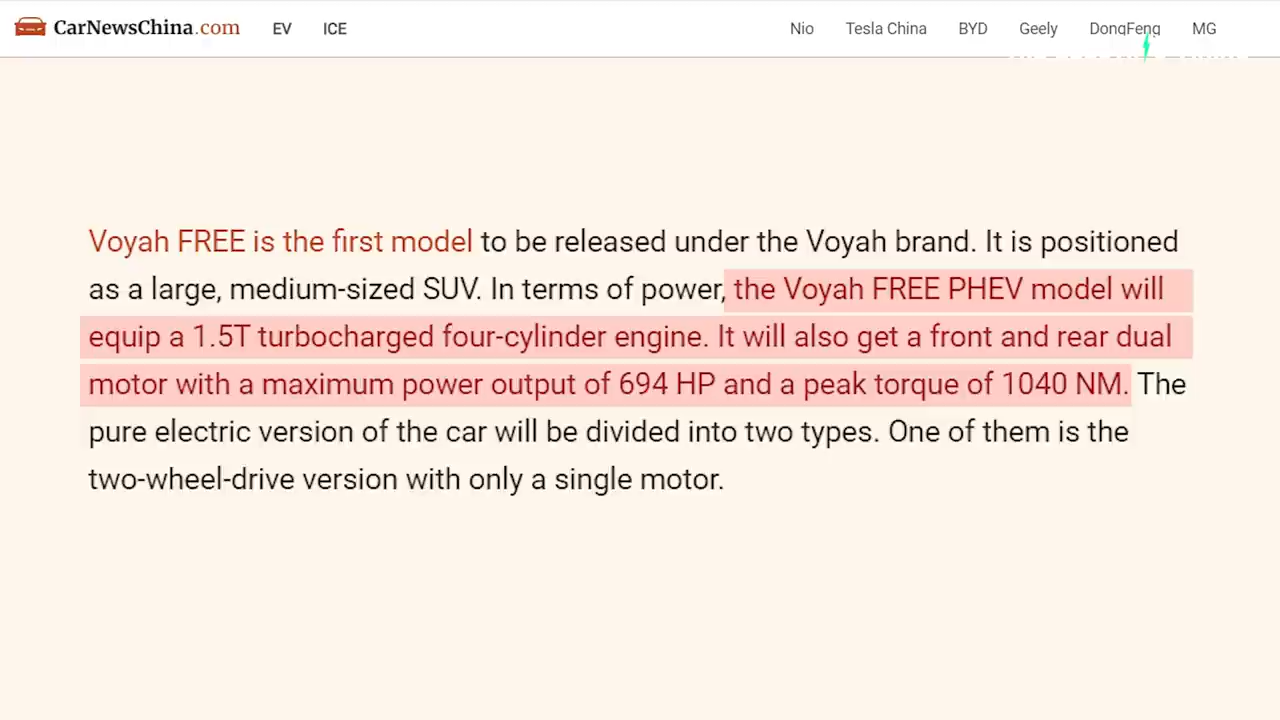 CarNewsChina.com EV ICE Nio Tesla China BYD Geely DongFeng MG
Voyah FREE is the first model to be released under the Voyah brand. It is positioned
as a large, medium-sized SUV. In terms of power, the Voyah FREE PHEV model will
equip a 1.5T turbocharged four-cylinder engine. It will also get a front and rear dual
motor with a maximum power output of 694 HP and a peak torque of 1040 NM. The
pure electric version of the car will be divided into two types. One of them is the
two-wheel-drive version with only a single motor.